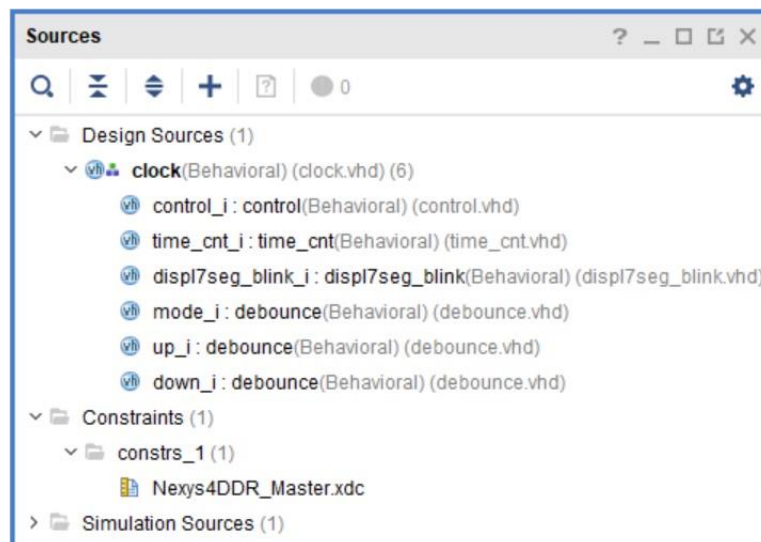 Sources
0
Design Sources (1)
clock(Behavioral) (clock.vhd) (6)
control_i : control(Behavioral) (control.vhd)
time_cnt_i : time_cnt(Behavioral) (time_cnt.vhd)
displ7seg_blink_i : displ7seg_blink(Behavioral) (displ7seg_blink.vhd)
mode_i : debounce(Behavioral) (debounce.vhd)
up_i : debounce(Behavioral) (debounce.vhd)
down_i : debounce(Behavioral) (debounce.vhd)
Constraints (1)
constrs_1 (1)
Nexys4DDR_Master.xdc
Simulation Sources (1)